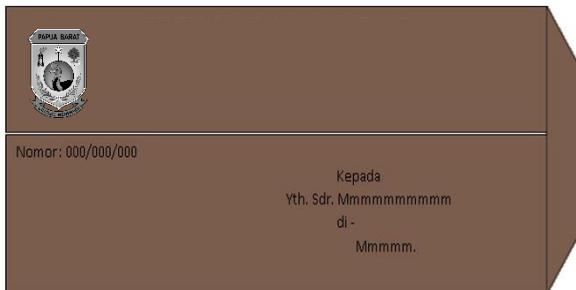 PAPUA BARAT
Nomor: 000/000/000
Kepada
Yth. Sdr. Mmmmmmmmmm
di -
Mmmmm.